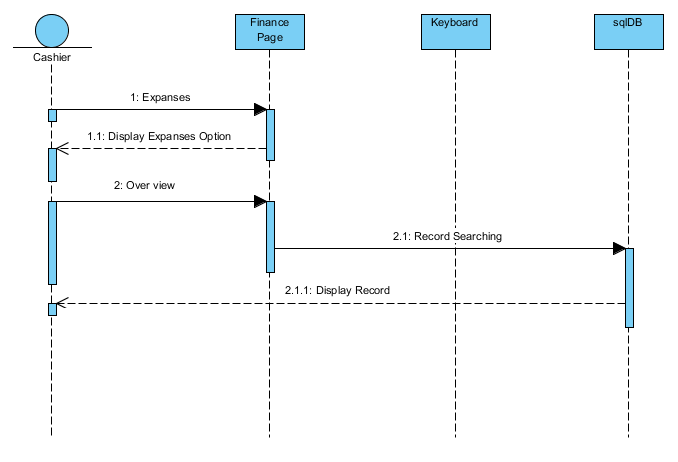 Finance
Page
Keyboard
sqlDB
Cashier
1: Expanses
1.1: Display Expanses Option
2: Over view
2.1: Record Searching
2.1.1: Display Record